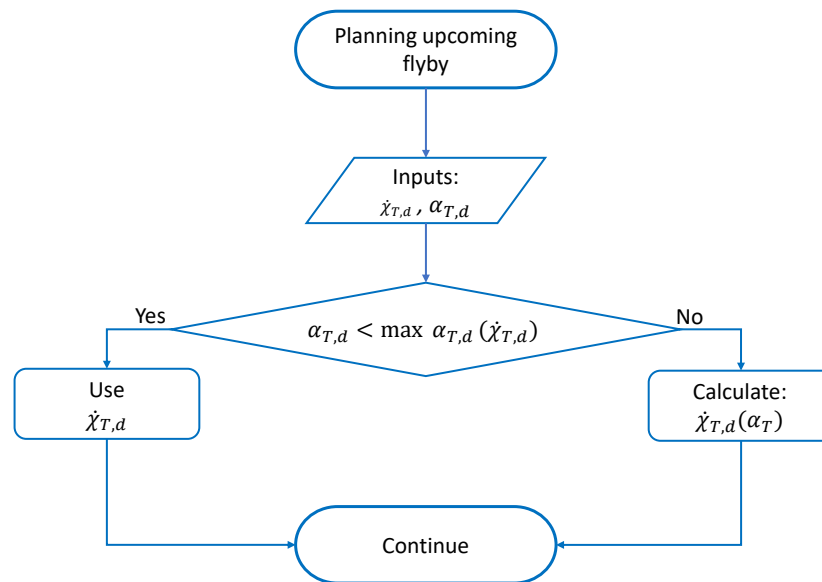 Planning upcoming
flyby
Inputs:
χ̇_{T,d} , α_{T,d}
Yes
α_{T,d} < max α_{T,d} (χ̇_{T,d})
No
Use
χ̇_{T,d}
Calculate:
χ̇_{T,d}(α_T)
Continue